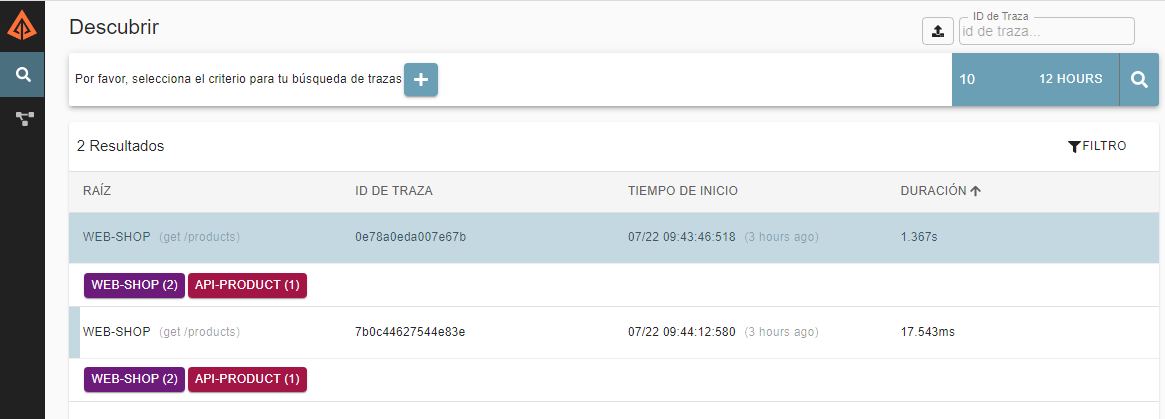 Descubrir
ID de Traza
id de traza...
Por favor, selecciona el criterio para tu búsqueda de trazas
10 12 HOURS
2 Resultados
FILTRO
RAÍZ ID DE TRAZA TIEMPO DE INICIO DURACIÓN
WEB-SHOP (get /products) 0e78a0eda007e67b 07/22 09:43:46:518 (3 hours ago) 1.367s
WEB-SHOP (2) API-PRODUCT (1)
WEB-SHOP (get /products) 7b0c44627544e83e 07/22 09:44:12:580 (3 hours ago) 17.543ms
WEB-SHOP (2) API-PRODUCT (1)